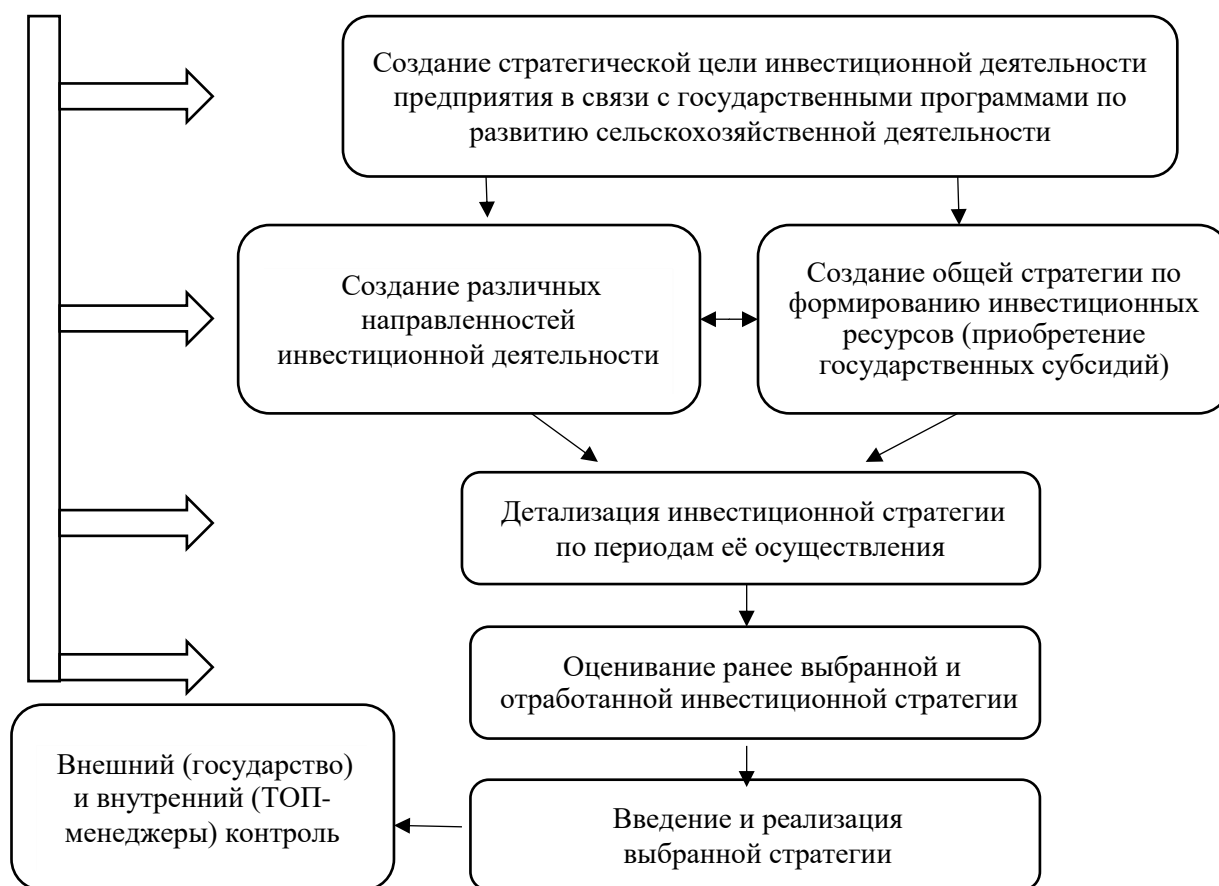 Создание стратегической цели инвестиционной деятельности
предприятия в связи с государственными программами по
развитию сельскохозяйственной деятельности
Создание различных
направленностей
инвестиционной деятельности
Создание общей стратегии по
формированию инвестиционных
ресурсов (приобретение
государственных субсидий)
Детализация инвестиционной стратегии
по периодам её осуществления
Оценивание ранее выбранной и
отработанной инвестиционной стратегии
Внешний (государство)
и внутренний (ТОП-
менеджеры) контроль
Введение и реализация
выбранной стратегии